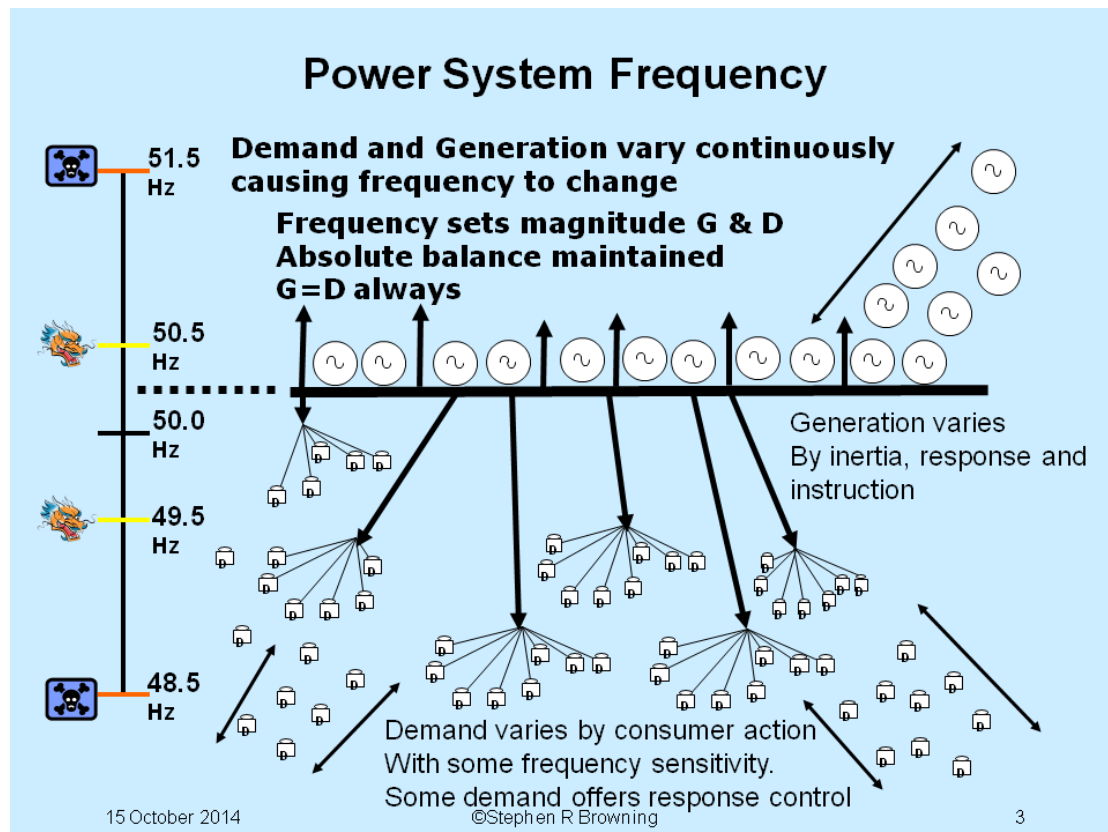 Power System Frequency
51.5
Hz
Demand and Generation vary continuously
causing frequency to change
Frequency sets magnitude G & D
Absolute balance maintained
G=D always
50.5
Hz
50.0
Hz
Generation varies
By inertia, response and
instruction
49.5
Hz
D D D D D D
D D D D D D D D
D D D D D D D D
D D D D D D D D
D D D D D D D D
D D D D D D D D
48.5
Hz
Demand varies by consumer action
With some frequency sensitivity.
Some demand offers response control
15 October 2014
©Stephen R Browning
3